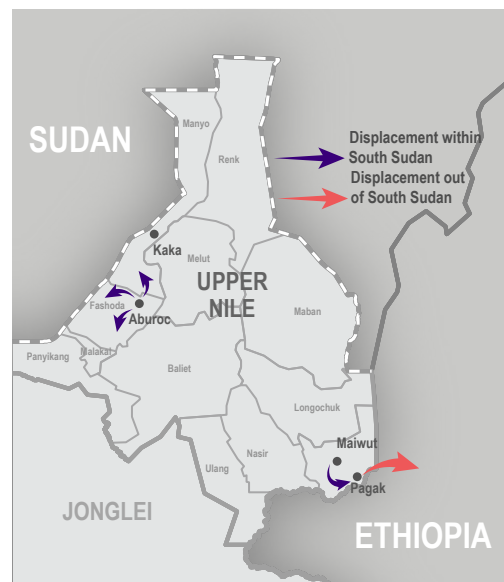 Manyo
SUDAN
Displacement within
South Sudan
Displacement out
of South Sudan
Renk
Kaka
Melut
UPPER
NILE
Fashoda
Aburoc
Maban
Panyikang
Malakal
Baliet
Longochuk
Maiwut
Nasir
Ulang
Pagak
JONGLEI
ETHIOPIA